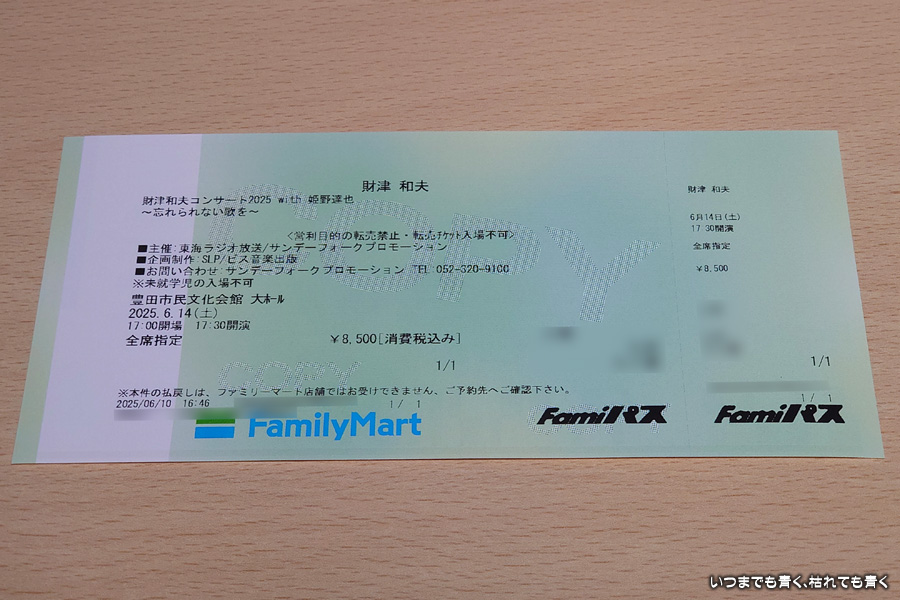 財津 和夫
財津和夫コンサート2025 with 姫野達也
～忘れられない歌を～
<営利目的の転売禁止・転売ﾁｹｯﾄ入場不可>
■主催:東海ラジオ放送/サンデーフォークプロモーション
■企画制作:SLP/ビス音楽出版
■お問い合わせ:サンデーフォークプロモーション TEL 052-320-9100
※未就学児の入場不可
豊田市民文化会館 大ﾎｰﾙ
2025. 6.14(土)
17:00開場 17:30開演
全席指定 ￥8,500[消費税込み]
1/1
※本件の払戻しは、ファミリーマート店舗ではお受けできません、ご予約先へご確認下さい。
2025/06/10 16:46 1/ 1
FamilyMart
Famiパス
財津 和夫
6月14日(土)
17:30開演
全席指定
￥8,500
1/1
1/ 1
Famiパス
COPY
いつまでも青く、枯れても青く